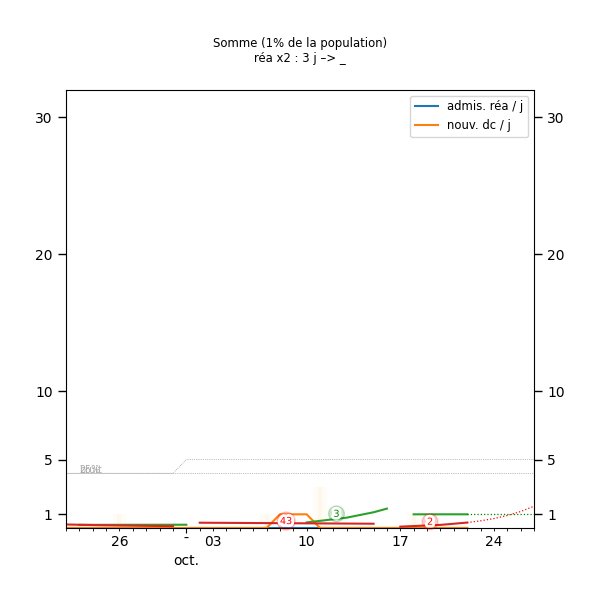 Somme (1% de la population)
réa x2 : 3 j –> _
admis. réa / j
nouv. dc / j
30 30
20 20
10 10
5 5
25%
1 1
43 3 2
26 - 03 10 17 24
oct.